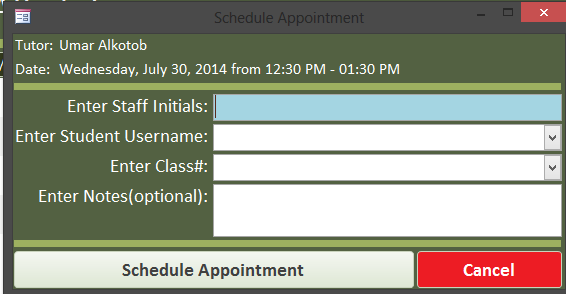 Schedule Appointment
Tutor: Umar Alkotob
Date: Wednesday, July 30, 2014 from 12:30 PM - 01:30 PM
Enter Staff Initials:
Enter Student Username:
Enter Class#:
Enter Notes(optional):
Schedule Appointment Cancel